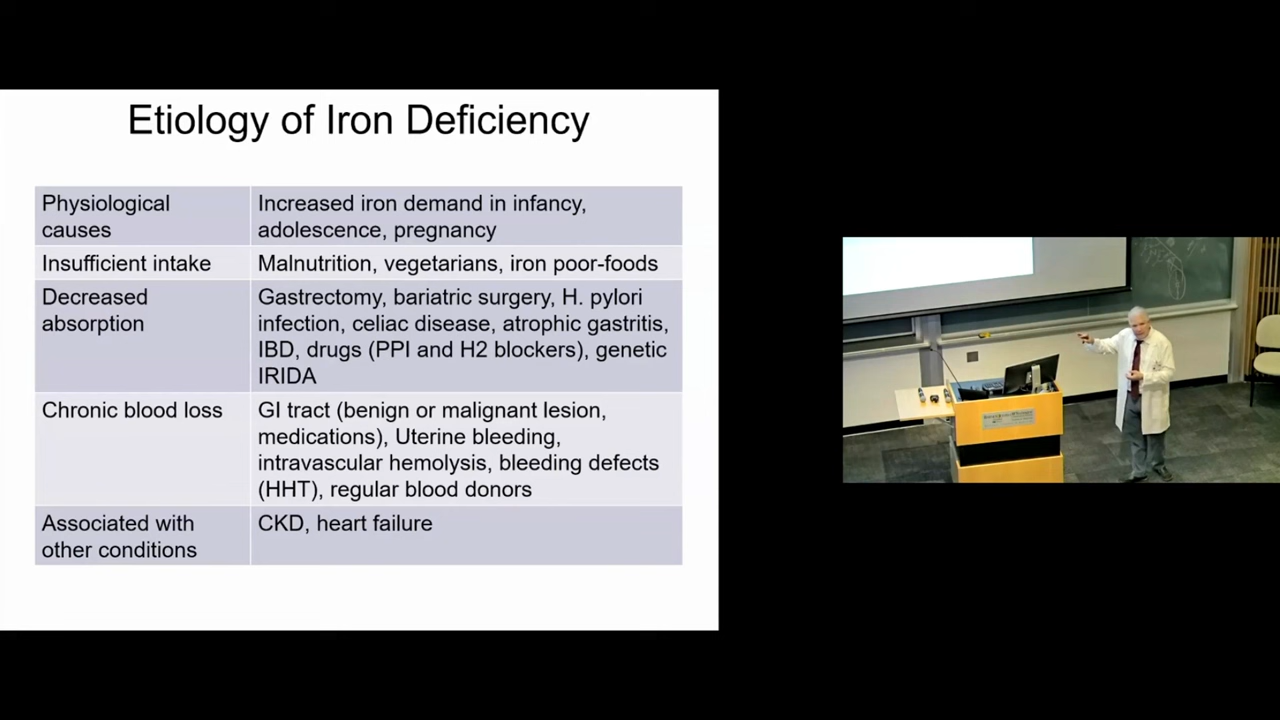 Etiology of Iron Deficiency
Physiological
causes
Increased iron demand in infancy,
adolescence, pregnancy
Insufficient intake
Malnutrition, vegetarians, iron poor-foods
Decreased
absorption
Gastrectomy, bariatric surgery, H. pylori
infection, celiac disease, atrophic gastritis,
IBD, drugs (PPI and H2 blockers), genetic
IRIDA
Chronic blood loss
GI tract (benign or malignant lesion,
medications), Uterine bleeding,
intravascular hemolysis, bleeding defects
(HHT), regular blood donors
Associated with
other conditions
CKD, heart failure